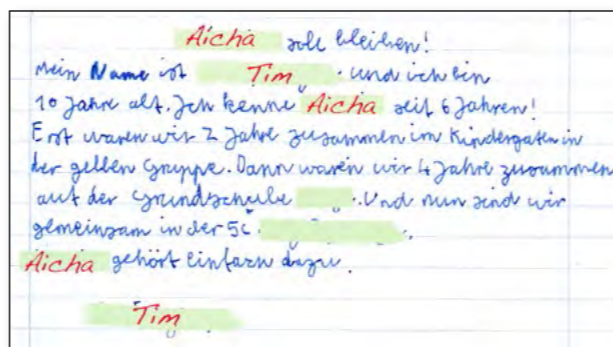 Aicha soll bleiben!
Mein Name ist Tim. und ich bin
10 Jahre alt. Ich kenne Aicha seit 6 Jahren!
Erst waren wir 2 Jahre zusammen im Kindergaten in
der gelben Gruppe. Dann waren wir 4 Jahre zusammen
auf der Grundschule . Und nun sind wir
gemeinsam in der 5c .
Aicha gehört einfach dazu.
Tim